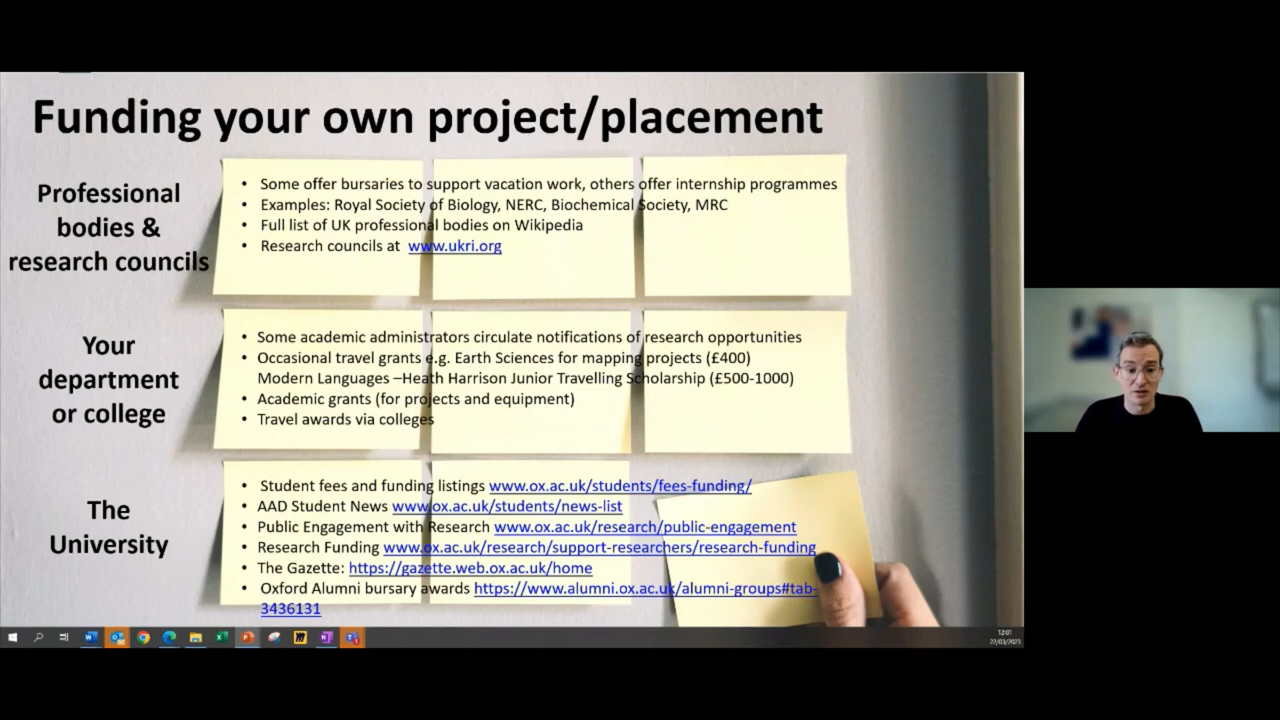 Funding your own project/placement
Professional
bodies &
research councils
• Some offer bursaries to support vacation work, others offer internship programmes
• Examples: Royal Society of Biology, NERC, Biochemical Society, MRC
• Full list of UK professional bodies on Wikipedia
• Research councils at www.ukri.org
Your
department
or college
• Some academic administrators circulate notifications of research opportunities
• Occasional travel grants e.g. Earth Sciences for mapping projects (£400)
Modern Languages –Heath Harrison Junior Travelling Scholarship (£500-1000)
• Academic grants (for projects and equipment)
• Travel awards via colleges
The
University
• Student fees and funding listings www.ox.ac.uk/students/fees-funding/
• AAD Student News www.ox.ac.uk/students/news-list
• Public Engagement with Research www.ox.ac.uk/research/public-engagement
• Research Funding www.ox.ac.uk/research/support-researchers/research-funding
• The Gazette: https://gazette.web.ox.ac.uk/home
• Oxford Alumni bursary awards https://www.alumni.ox.ac.uk/alumni-groups#tab-
3436131
12:01
22/03/2023